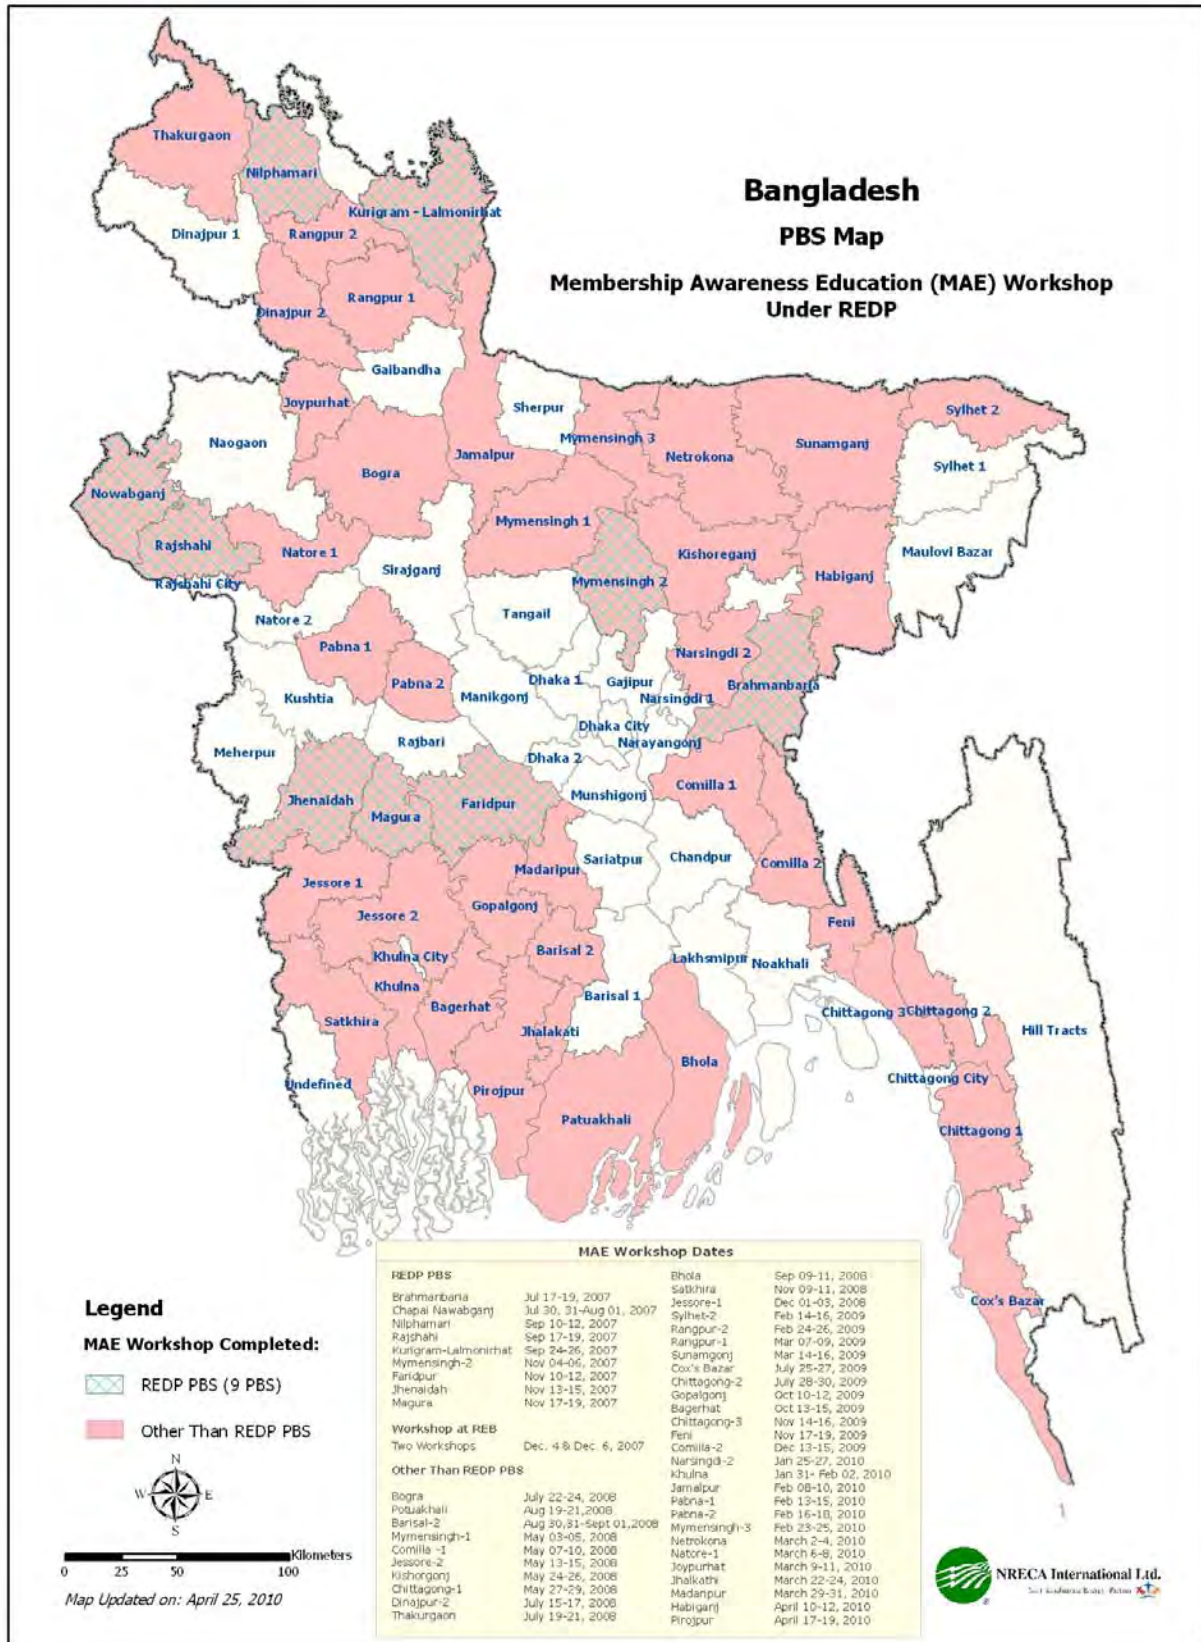 Bangladesh
PBS Map
Membership Awareness Education (MAE) Workshop
Under REDP
Thakurgaon
Nilphamari
Kurigram - Lalmonirhat
Dinajpur 1
Rangpur 2
Rangpur 1
Dinajpur 2
Gaibandha
Joypurhat
Sherpur
Sylhet 2
Naogaon
Mymensingh 3
Sunamganj
Netrokona
Jamalpur
Bogra
Sylhet 1
Nowabganj
Mymensingh 1
Rajshahi
Natore 1
Kishoreganj
Maulovi Bazar
Sirajganj
Habiganj
Rajshahi City
Mymensingh 2
Tangail
Natore 2
Pabna 1
Narsingdi 2
Pabna 2
Dhaka 1
Gajipur
Brahmanbaria
Kushtia
Manikgonj
Narsingdi 1
Dhaka City
Rajbari
Narayangonj
Meherpur
Dhaka 2
Comilla 1
Munshigonj
Jhenaidah
Faridpur
Magura
Sariatpur
Chandpur
Comilla 2
Madaripur
Jessore 1
Gopalgonj
Jessore 2
Feni
Barisal 2
Khulna City
Lakhsmipur
Noakhali
Khulna
Barisal 1
Bagerhat
Chittagong 3
Chittagong 2
Satkhira
Jhalakati
Hill Tracts
Bhola
Chittagong City
Undefined
Pirojpur
Patuakhali
Chittagong 1
Cox's Bazar
MAE Workshop Dates
REDP PBS
Brahmanbaria Jul 17-19, 2007
Chapai Nawabganj Jul 30, 31-Aug 01, 2007
Nilphamari Sep 10-12, 2007
Rajshahi Sep 17-19, 2007
Kurigram-Lalmonirhat Sep 24-26, 2007
Mymensingh-2 Nov 04-06, 2007
Faridpur Nov 10-12, 2007
Jhenaidah Nov 13-15, 2007
Magura Nov 17-19, 2007
Workshop at REB
Two Workshops Dec. 4 & Dec. 6, 2007
Other Than REDP PBS
Bogra July 22-24, 2008
Potuakhali Aug 19-21,2008
Barisal-2 Aug 30,31-Sept 01,2008
Mymensingh-1 May 03-05, 2008
Comilla -1 May 07-10, 2008
Jessore-2 May 13-15, 2008
Kishorgonj May 24-26, 2008
Chittagong-1 May 27-29, 2008
Dinajpur-2 July 15-17, 2008
Thakurgaon July 19-21, 2008
Bhola Sep 09-11, 2008
Satkhira Nov 09-11, 2008
Jessore-1 Dec 01-03, 2008
Sylhet-2 Feb 14-16, 2009
Rangpur-2 Feb 24-26, 2009
Rangpur-1 Mar 07-09, 2009
Sunamgonj Mar 14-16, 2009
Cox's Bazar July 25-27, 2009
Chittagong-2 July 28-30, 2009
Gopalgonj Oct 10-12, 2009
Bagerhat Oct 13-15, 2009
Chittagong-3 Nov 14-16, 2009
Feni Nov 17-19, 2009
Comilla-2 Dec 13-15, 2009
Narsingdi-2 Jan 25-27, 2010
Khulna Jan 31- Feb 02, 2010
Jamalpur Feb 08-10, 2010
Pabna-1 Feb 13-15, 2010
Pabna-2 Feb 16-18, 2010
Mymensingh-3 Feb 23-25, 2010
Netrokona March 2-4, 2010
Natore-1 March 6-8, 2010
Joypurhat March 9-11, 2010
Jhalkathi March 22-24, 2010
Madanpur March 29-31, 2010
Habiganj April 10-12, 2010
Pirojpur April 17-19, 2010
Legend
MAE Workshop Completed:
REDP PBS (9 PBS)
Other Than REDP PBS
N
W E
S
Kilometers
0 25 50 100
Map Updated on: April 25, 2010
NRECA International Ltd.